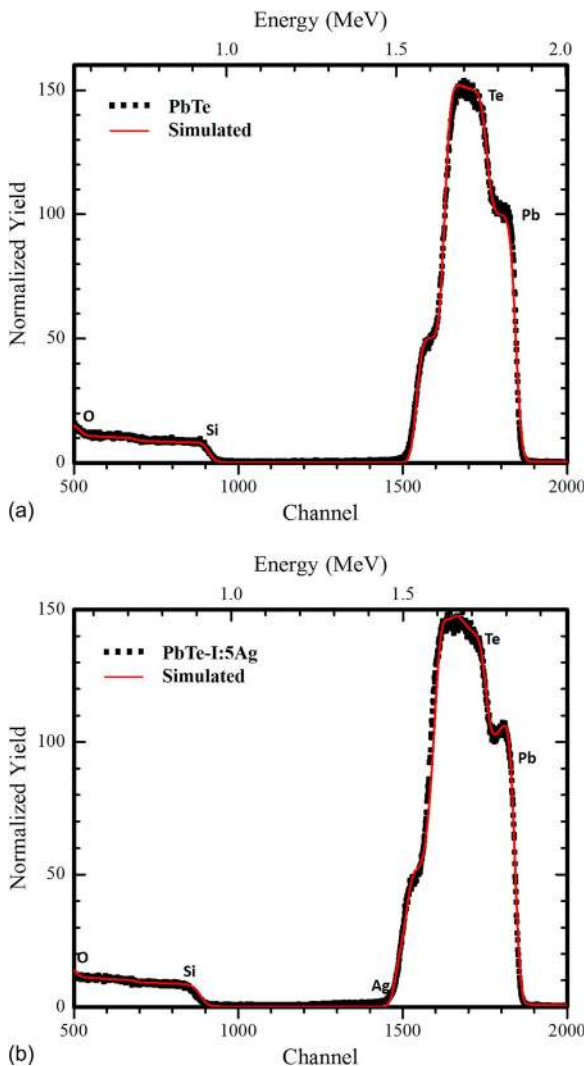 Energy (MeV)
1.0 1.5 2.0
150
100
50
0
Normalized Yield
PbTe
Simulated
Te
Pb
O
Si
500 1000 1500 2000
Channel
(a)
Energy (MeV)
1.0 1.5
150
100
50
0
Normalized Yield
PbTe-I:5Ag
Simulated
Te
Pb
O
Si
Ag
500 1000 1500 2000
Channel
(b)